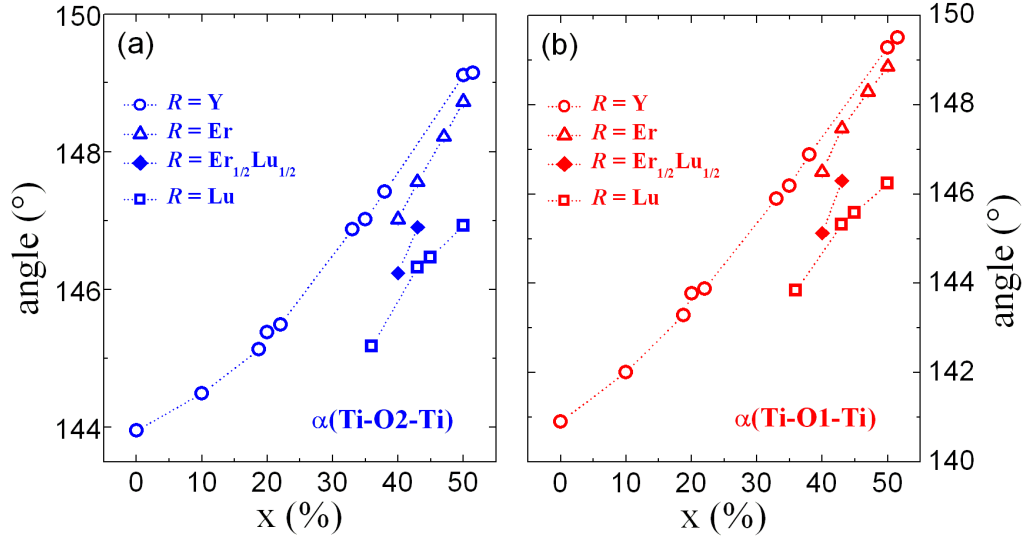 (a)
R = Y
R = Er
R = Er1/2Lu1/2
R = Lu
α(Ti-O2-Ti)
angle (°)
150
148
146
144
0 10 20 30 40 50
x (%)
(b)
R = Y
R = Er
R = Er1/2Lu1/2
R = Lu
α(Ti-O1-Ti)
angle (°)
150
148
146
144
142
140
0 10 20 30 40 50
x (%)